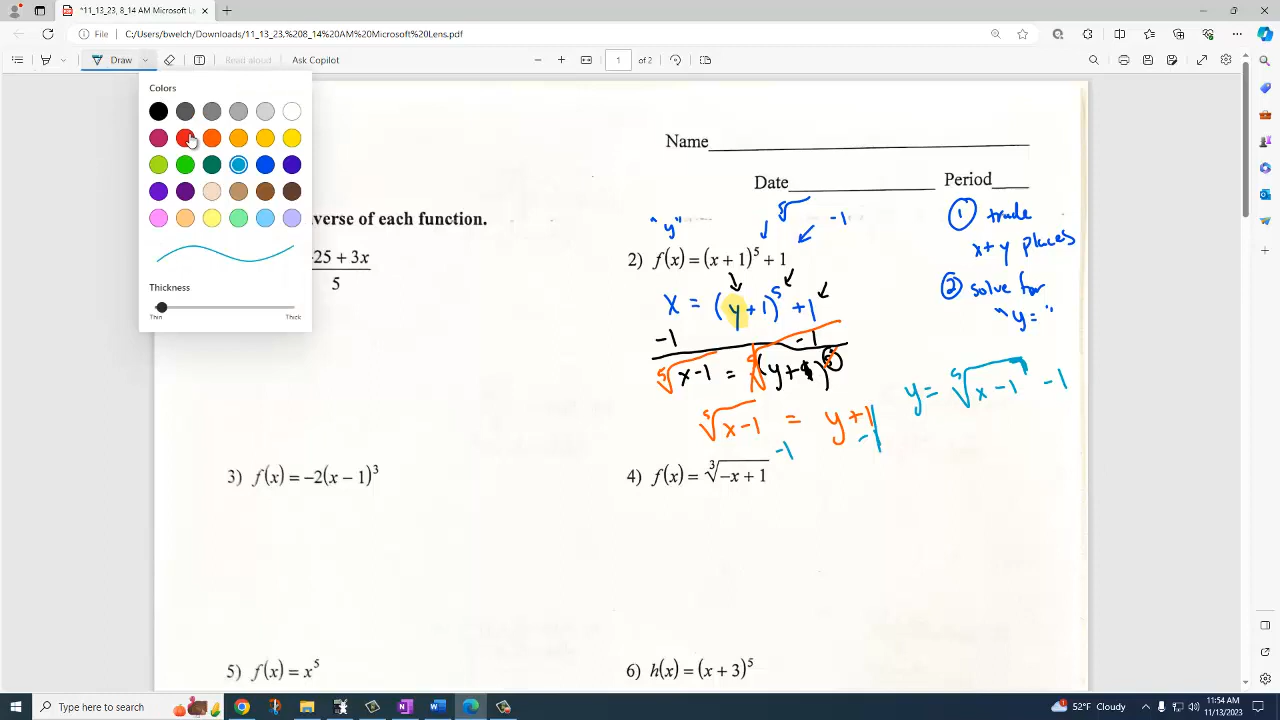 *11_13_23, 8_14 AM Microsoft Lens
File
C:/Users/bwelch/Downloads/11_13_23%208_14%20AM%20Microsoft%20Lens.pdf
Draw
Read aloud
Ask Copilot
1
of 2
Colors
Thickness
Thin
Thick
Name
Date
Period
verse of each function.
-25 + 3x
5
"y"
5√
-1
① trade
x + y places
② solve for
"y = "
2) f(x) = (x + 1)^5 + 1
x = (y + 1)^5 + 1
-1 -1
5√x-1 = 5√(y+1)^5
5√x-1 = y+1
-1 -1
y = 5√x-1 -1
3) f(x) = −2(x − 1)^3
4) f(x) = 3√−x + 1
5) f(x) = x^5
6) h(x) = (x + 3)^5
Type here to search
52°F Cloudy
11:54 AM
11/13/2023